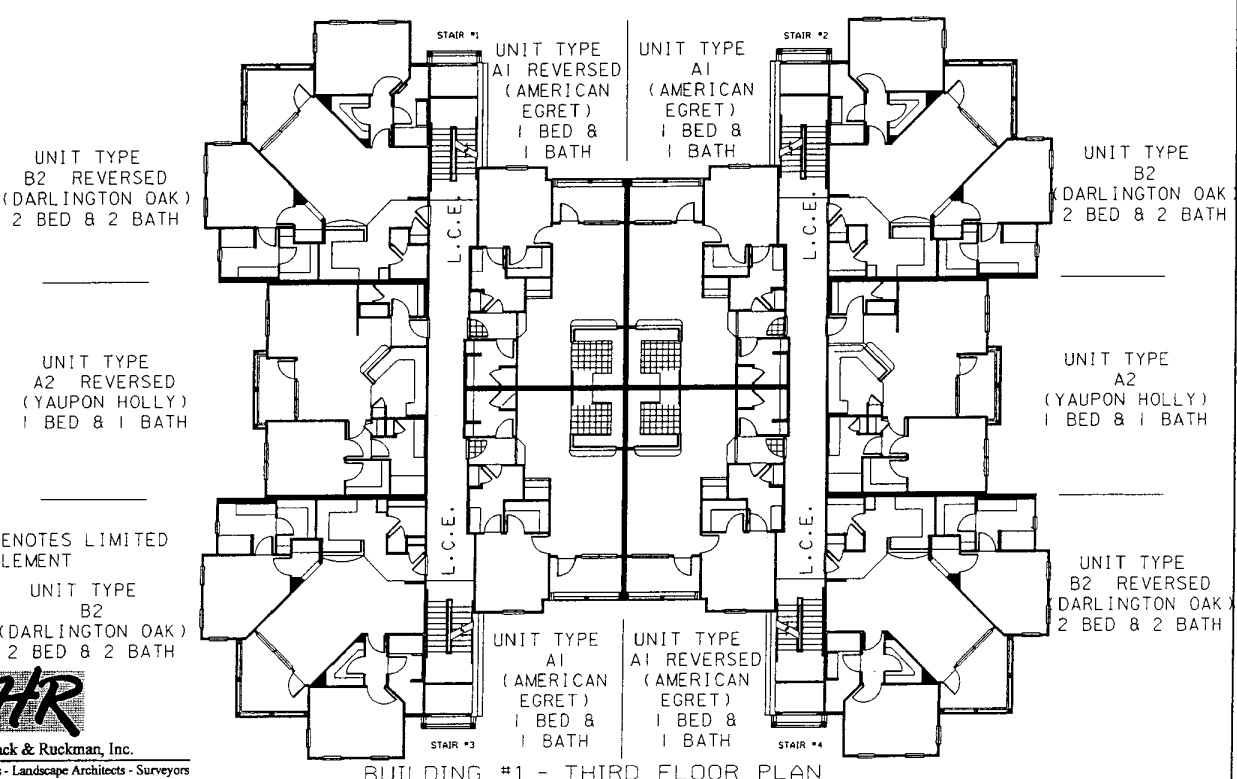 STAIR #1
UNIT TYPE
A1 REVERSED
(AMERICAN
EGRET)
1 BED &
1 BATH
UNIT TYPE
A1
(AMERICAN
EGRET)
1 BED &
1 BATH
STAIR #2
UNIT TYPE
B2 REVERSED
(DARLINGTON OAK)
2 BED & 2 BATH
L.C.E.
L.C.E.
UNIT TYPE
B2
(DARLINGTON OAK)
2 BED & 2 BATH
UNIT TYPE
A2 REVERSED
(YAUPON HOLLY)
1 BED & 1 BATH
UNIT TYPE
A2
(YAUPON HOLLY)
1 BED & 1 BATH
ENOTES LIMITED
LEMENT
L.C.E.
L.C.E.
UNIT TYPE
B2
(DARLINGTON OAK)
2 BED & 2 BATH
UNIT TYPE
B2 REVERSED
(DARLINGTON OAK)
2 BED & 2 BATH
UNIT TYPE
A1
(AMERICAN
EGRET)
1 BED &
1 BATH
UNIT TYPE
A1 REVERSED
(AMERICAN
EGRET)
1 BED &
1 BATH
HR
ck & Ruckman, Inc.
s - Landscape Architects - Surveyors
STAIR #3
STAIR #4
BUILDING #1 - THIRD FLOOR PLAN